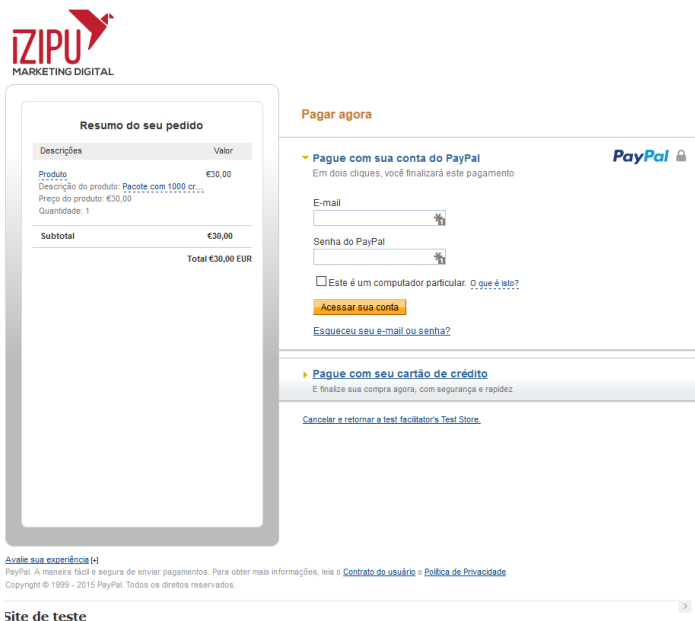 IZIPU
MARKETING DIGITAL
Resumo do seu pedido
Descrições Valor
Produto €30,00
Descrição do produto: Pacote com 1000 cr...
Preço do produto: €30,00
Quantidade: 1
Subtotal €30,00
Total €30,00 EUR
Pagar agora
Pague com sua conta do PayPal
PayPal
Em dois cliques, você finalizará este pagamento
E-mail
Senha do PayPal
Este é um computador particular. O que é isto?
Acessar sua conta
Esqueceu seu e-mail ou senha?
Pague com seu cartão de crédito
E finalize sua compra agora, com segurança e rapidez
Cancelar e retornar a test facilitator's Test Store.
Avalie sua experiência [+]
PayPal. A maneira fácil e segura de enviar pagamentos. Para obter mais informações, leia o Contrato do usuário e Política de Privacidade.
Copyright © 1999 - 2015 PayPal. Todos os direitos reservados.
Site de teste